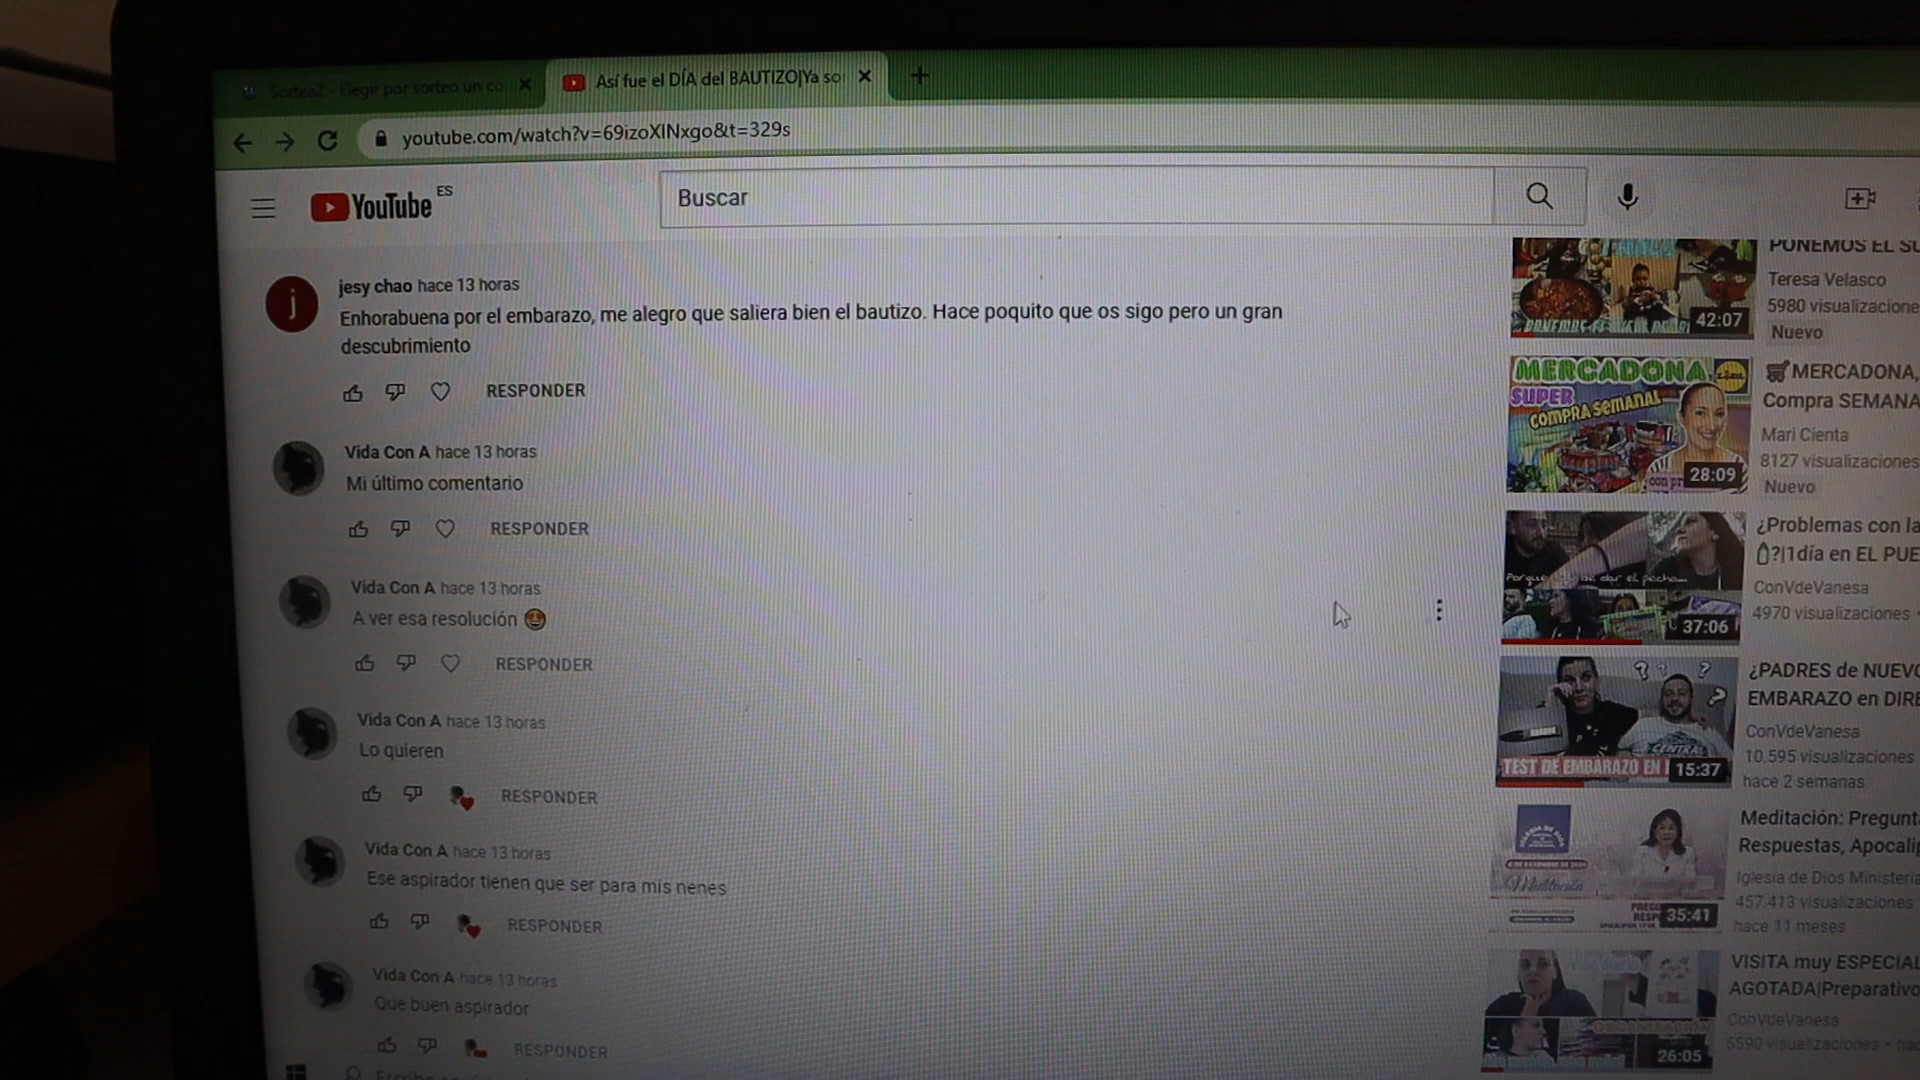 Sortea2 - Elegir por sorteo un co
Así fue el DÍA del BAUTIZO|Ya so
youtube.com/watch?v=69izoXlNxgo&t=329s
YouTube ES
Buscar
jesy chao hace 13 horas
Enhorabuena por el embarazo, me alegro que saliera bien el bautizo. Hace poquito que os sigo pero un gran
descubrimiento
RESPONDER
Vida Con A hace 13 horas
Mi último comentario
RESPONDER
Vida Con A hace 13 horas
A ver esa resolución 🤩
RESPONDER
Vida Con A hace 13 horas
Lo quieren
RESPONDER
Vida Con A hace 13 horas
Ese aspirador tienen que ser para mis nenes
RESPONDER
Vida Con A hace 13 horas
Que buen aspirador
RESPONDER
PONEMOS EL SU
Teresa Velasco
5980 visualizacione
Nuevo
42:07
MERCADONA
SUPER
COMPRA SEMANAL
28:09
🛒MERCADONA,
Compra SEMANA
Mari Cienta
8127 visualizaciones
Nuevo
dar el pecho
37:06
¿Problemas con la
?|1día en EL PUE
ConVdeVanesa
4970 visualizaciones
CENTRAL
TEST DE EMBARAZO EN
15:37
¿PADRES de NUEVO
EMBARAZO en DIRE
ConVdeVanesa
10.595 visualizaciones
hace 2 semanas
IGLESIA DE DIOS
Meditación
35:41
Meditación: Pregunt
Respuestas, Apocalip
Iglesia de Dios Ministeria
457.413 visualizaciones
hace 11 meses
26:05
VISITA muy ESPECIAL
AGOTADA|Preparativo
ConVdeVanesa
5590 visualizaciones